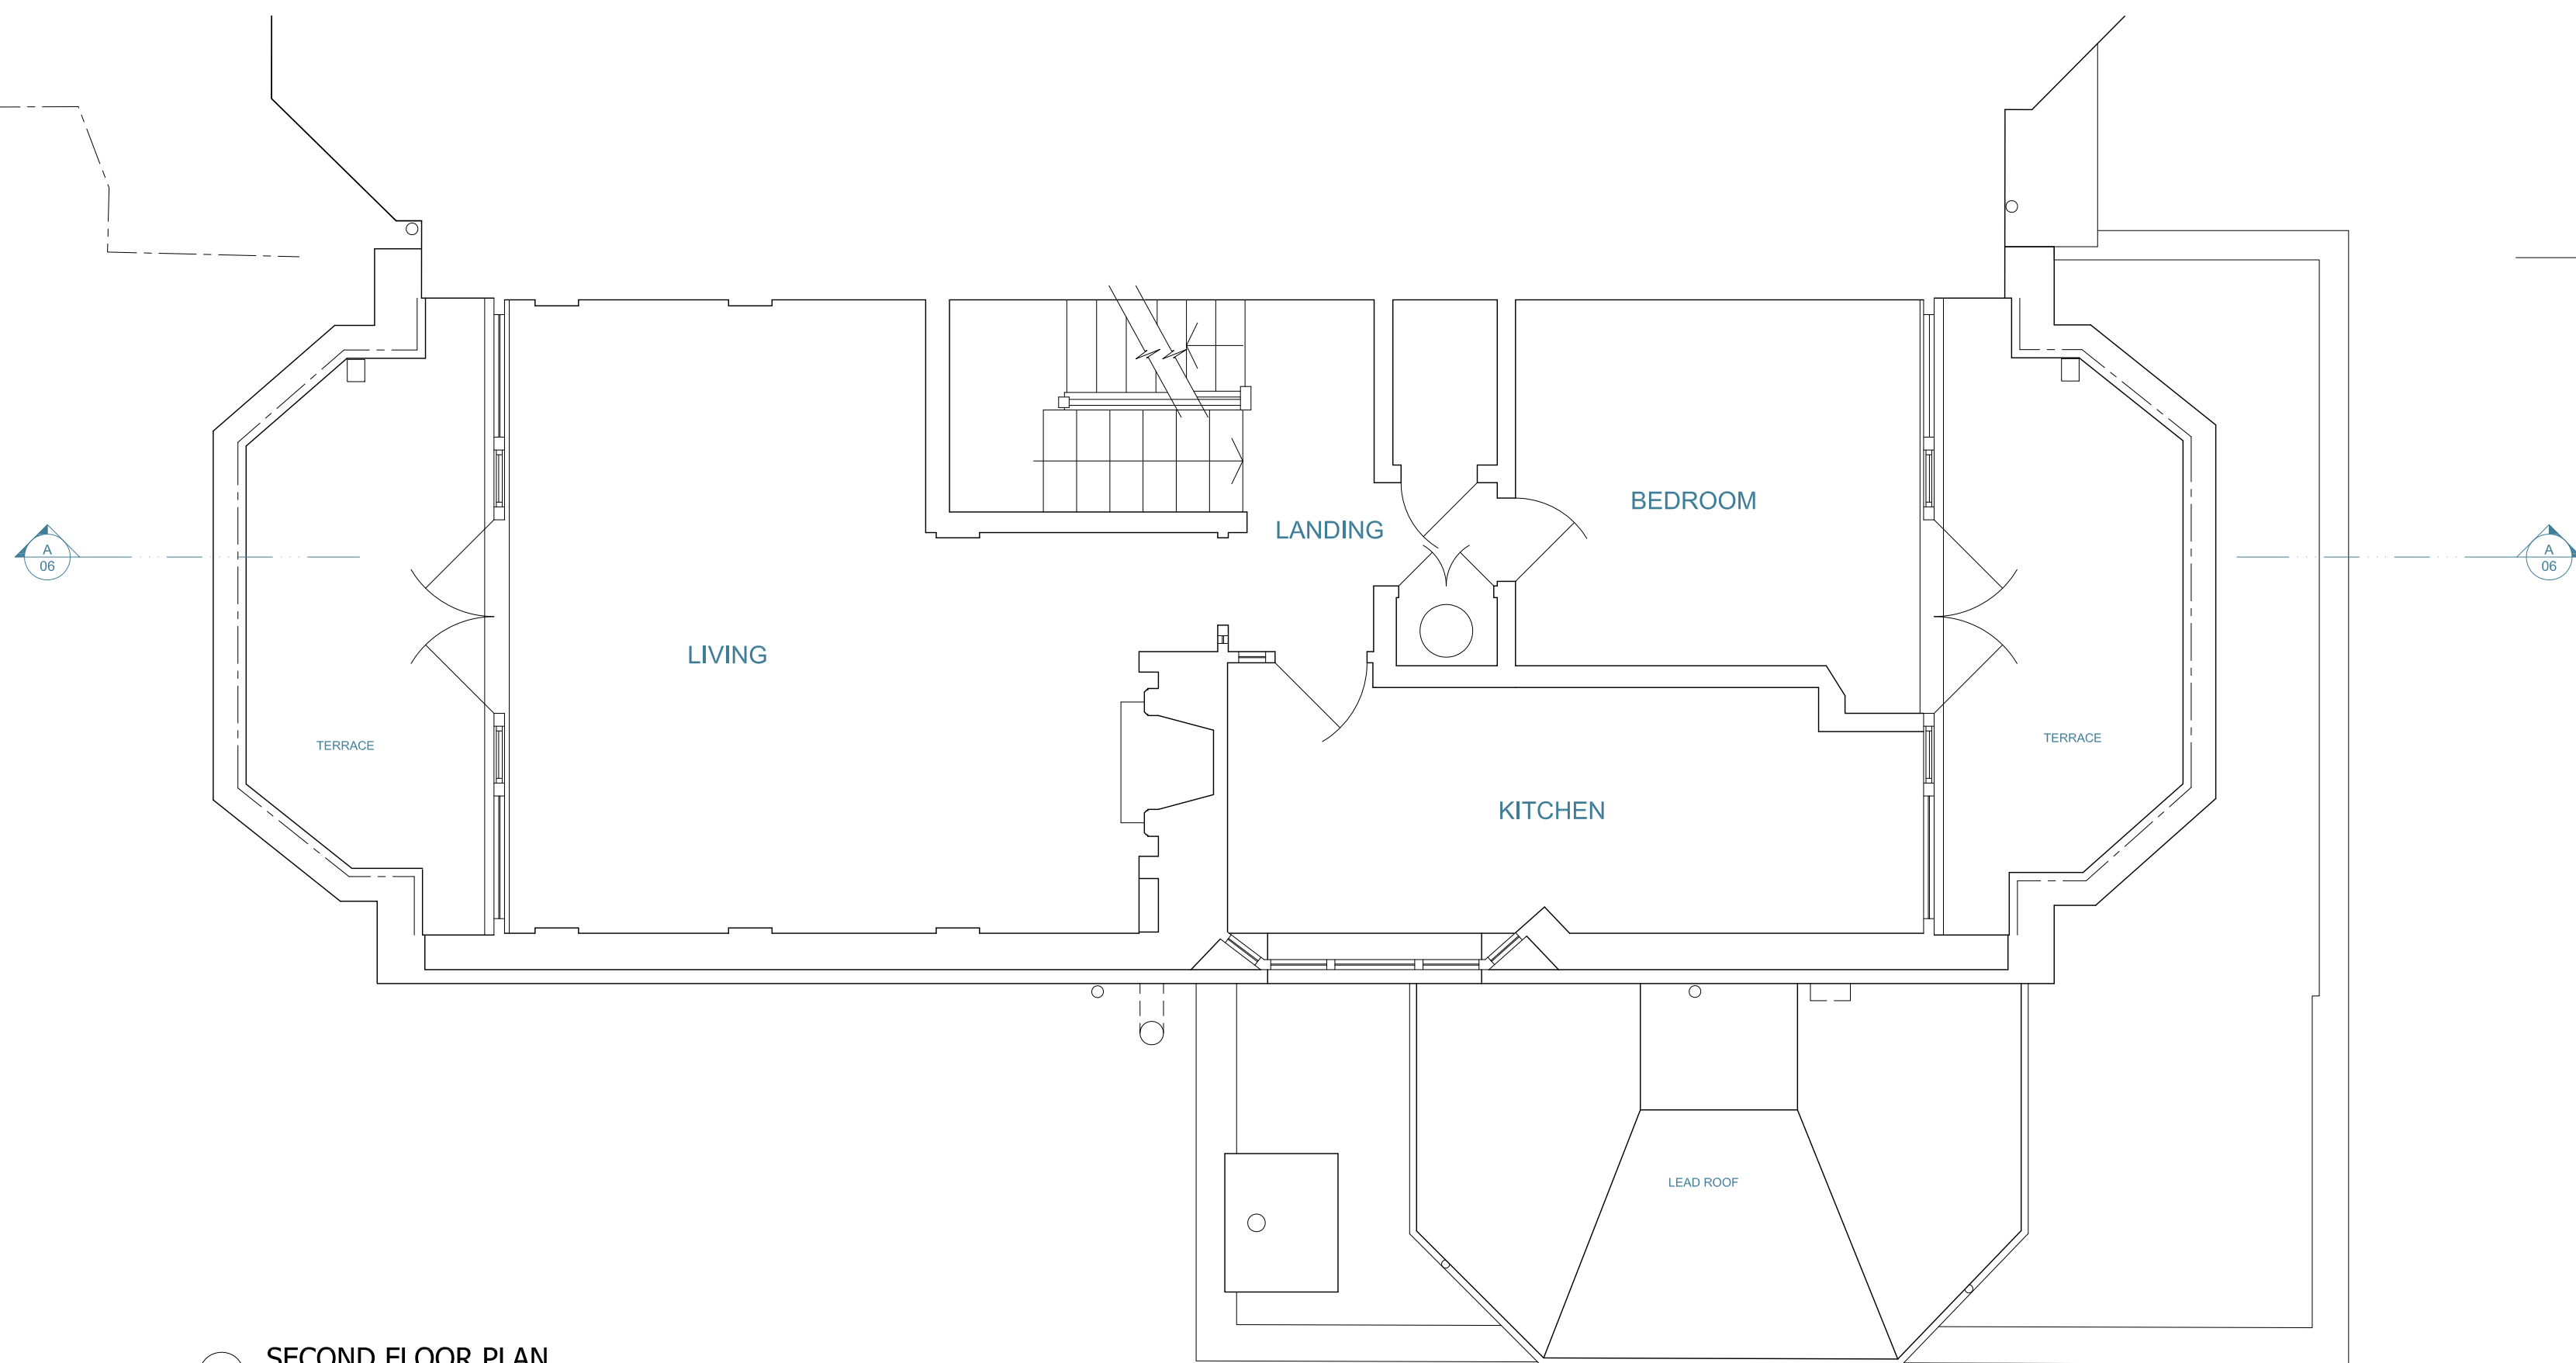 BEDROOM
LANDING
A
06
A
06
LIVING
TERRACE
TERRACE
KITCHEN
LEAD ROOF
SECOND FLOOR PLAN